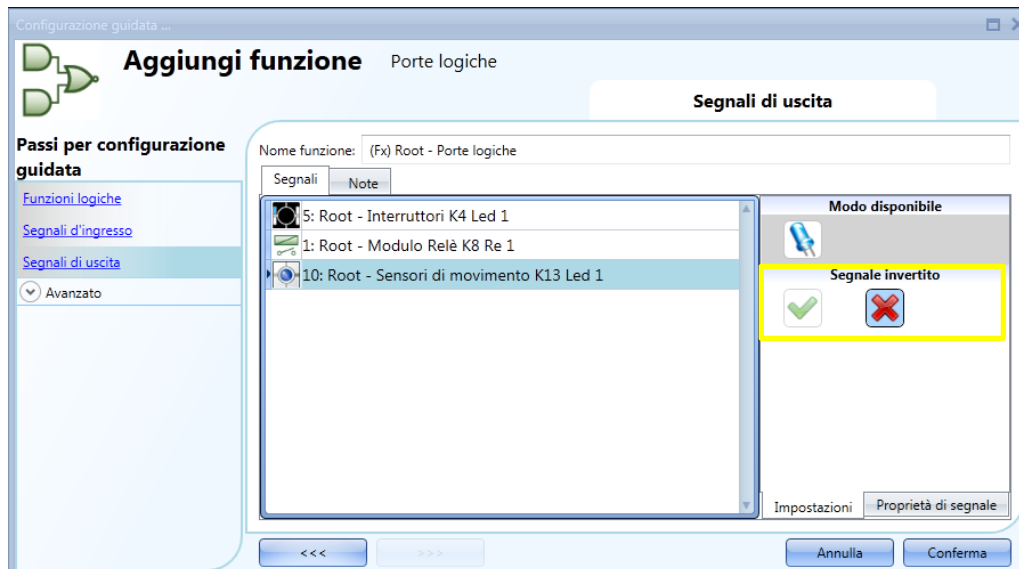 Configurazione guidata ...
Aggiungi funzione Porte logiche
Segnali di uscita
Passi per configurazione
guidata
Funzioni logiche
Segnali d'ingresso
Segnali di uscita
Avanzato
Nome funzione: (Fx) Root - Porte logiche
Segnali Note
5: Root - Interruttori K4 Led 1
1: Root - Modulo Relè K8 Re 1
10: Root - Sensori di movimento K13 Led 1
Modo disponibile
Segnale invertito
Impostazioni Proprietà di segnale
<<< >>> Annulla Conferma